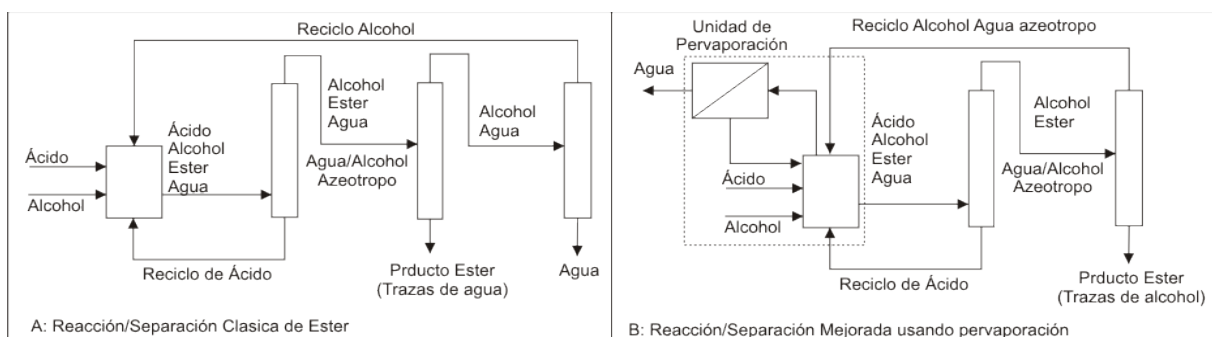 Reciclo Alcohol
Alcohol
Ester
Agua
Alcohol
Agua
Ácido
Alcohol
Ester
Agua
Ácido
Alcohol
Agua/Alcohol
Azeotropo
Reciclo de Ácido
Prducto Ester
(Trazas de agua)
Agua
A: Reacción/Separación Clasica de Ester
Unidad de
Pervaporación
Reciclo Alcohol Agua azeotropo
Agua
Alcohol
Ester
Ácido
Alcohol
Ester
Agua
Agua/Alcohol
Azeotropo
Ácido
Alcohol
Reciclo de Ácido
Prducto Ester
(Trazas de alcohol)
B: Reacción/Separación Mejorada usando pervaporación